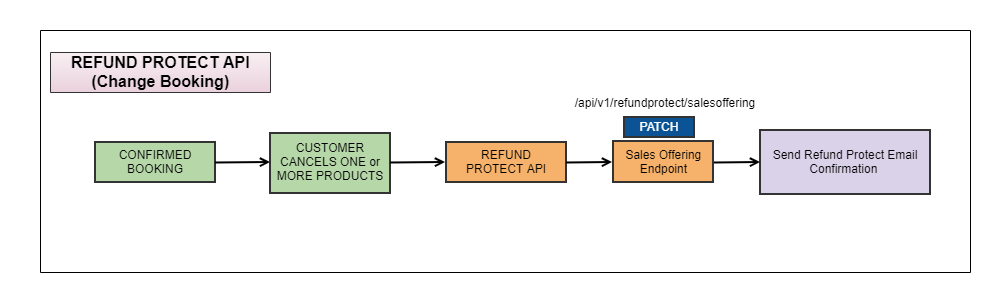 REFUND PROTECT API
(Change Booking)
/api/v1/refundprotect/salesoffering
PATCH
CONFIRMED
BOOKING
CUSTOMER
CANCELS ONE or
MORE PRODUCTS
REFUND
PROTECT API
Sales Offering
Endpoint
Send Refund Protect Email
Confirmation